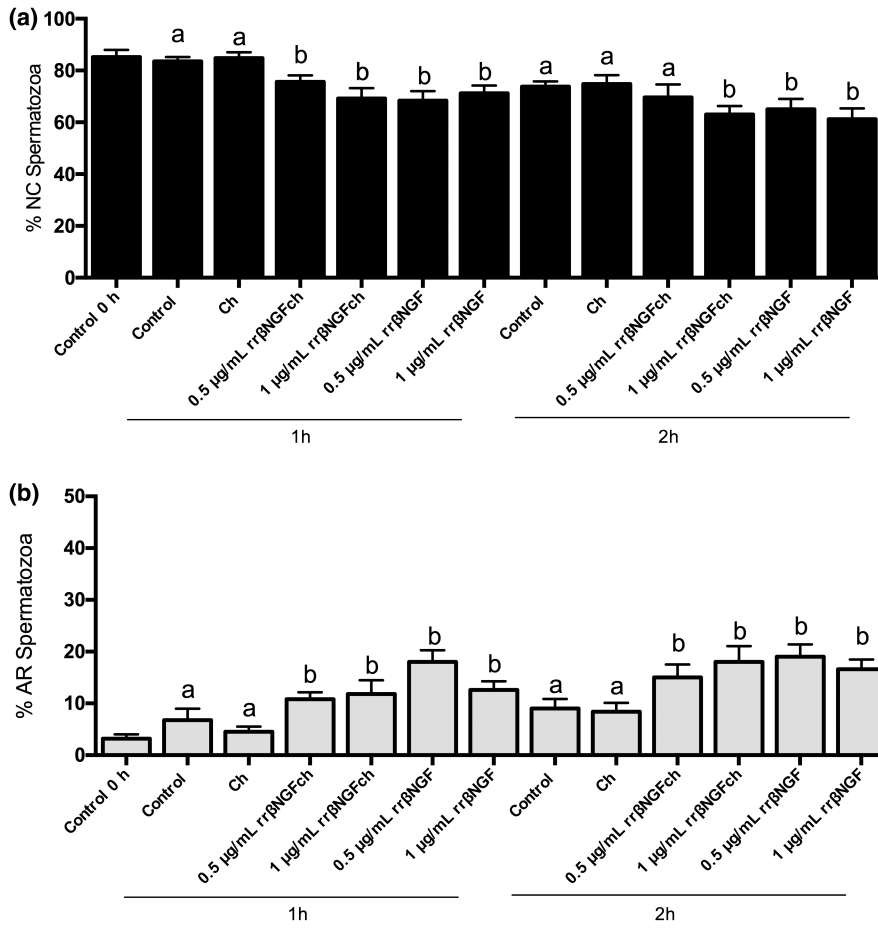 (a)
100
80
60
40
20
0
% NC Spermatozoa
a a b b b b a a a b b b
Control 0 h
Control
Ch
0.5 µg/mL rrβNGFch
1 µg/mL rrβNGFch
0.5 µg/mL rrβNGF
1 µg/mL rrβNGF
Control
Ch
0.5 µg/mL rrβNGFch
1 µg/mL rrβNGFch
0.5 µg/mL rrβNGF
1 µg/mL rrβNGF
1h 2h
(b)
50
40
30
20
10
0
% AR Spermatozoa
a a b b b b a a b b b b
Control 0 h
Control
Ch
0.5 µg/mL rrβNGFch
1 µg/mL rrβNGFch
0.5 µg/mL rrβNGF
1 µg/mL rrβNGF
Control
Ch
0.5 µg/mL rrβNGFch
1 µg/mL rrβNGFch
0.5 µg/mL rrβNGF
1 µg/mL rrβNGF
1h 2h